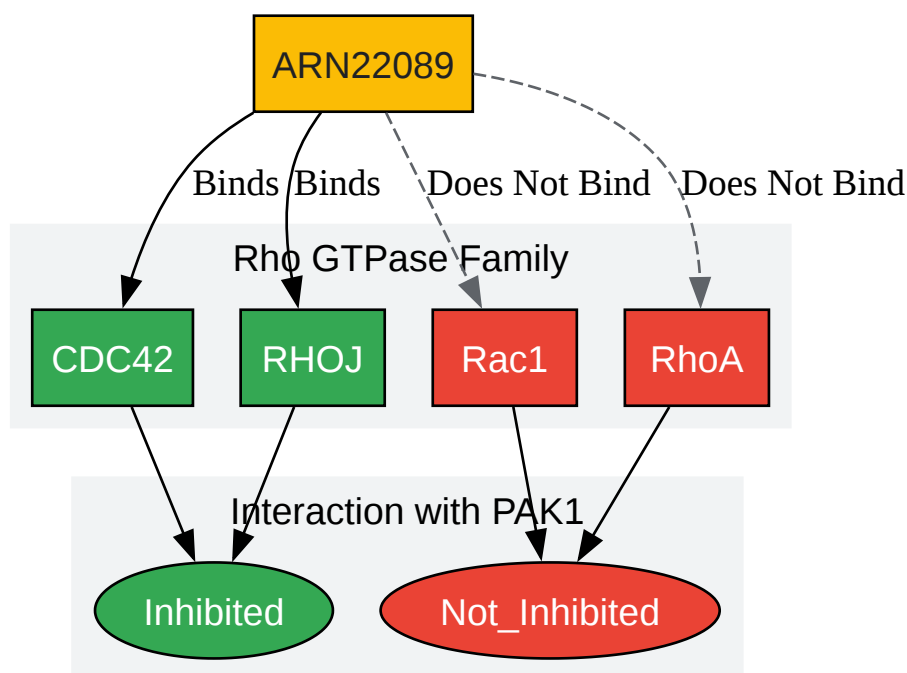 ARN22089
Binds Binds Does Not Bind Does Not Bind
Rho GTPase Family
CDC42 RHOJ Rac1 RhoA
Interaction with PAK1
Inhibited Not_Inhibited